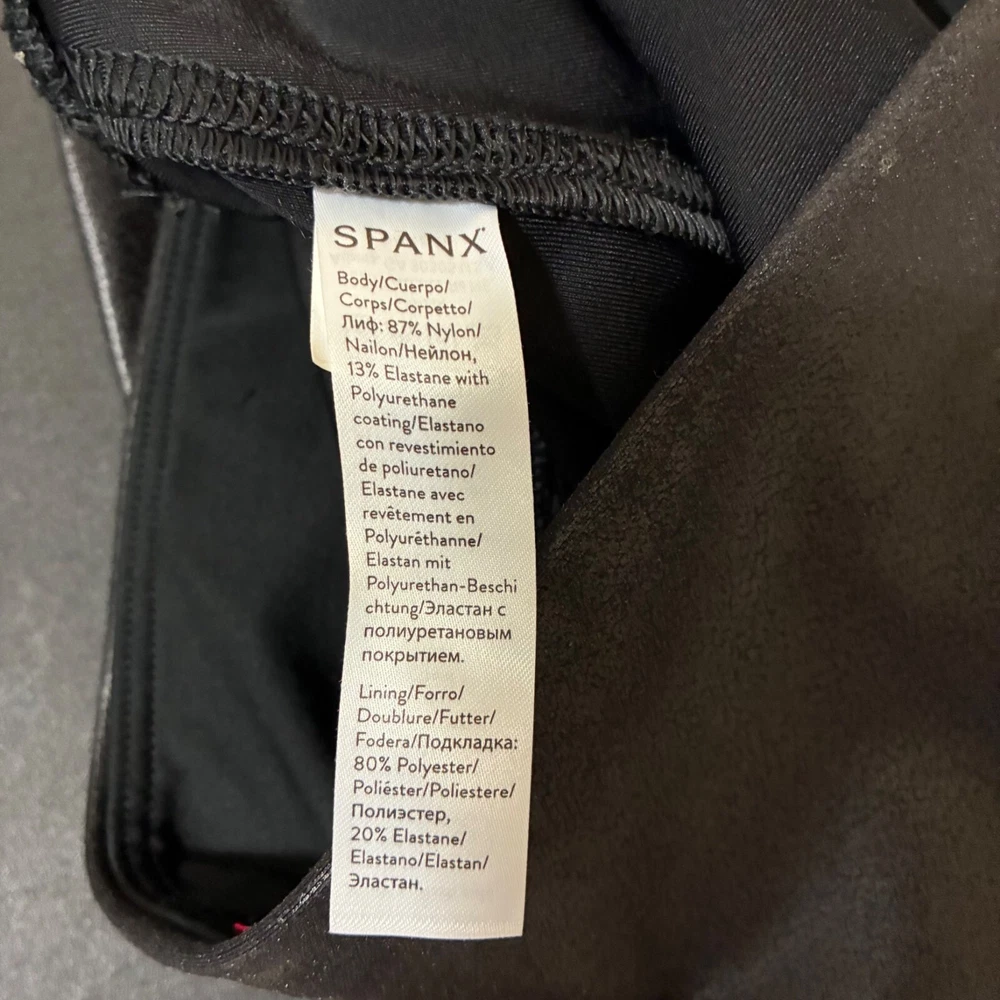 SPANX®
Body/Cuerpo/
Corps/Corpetto/
Лиф: 87% Nylon/
Nailon/Нейлон,
13% Elastane with
Polyurethane
coating/Elastano
con revestimiento
de poliuretano/
Elastane avec
revêtement en
Polyuréthanne/
Elastan mit
Polyurethan-Beschi
chtung/Эластан с
полиуретановым
покрытием.
Lining/Forro/
Doublure/Futter/
Fodera/Подкладка:
80% Polyester/
Poliéster/Poliestere/
Полиэстер,
20% Elastane/
Elastano/Elastan/
Эластан.